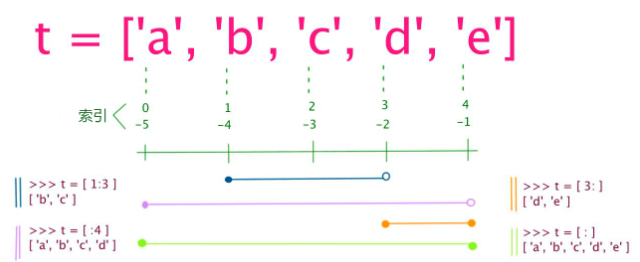 t = ['a', 'b', 'c', 'd', 'e']
索引
0 1 2 3 4
-5 -4 -3 -2 -1
>>> t = [ 1:3 ]
[ 'b', 'c' ]
>>> t = [ :4 ]
[ 'a', 'b', 'c', 'd' ]
>>> t = [ 3: ]
[ 'd', 'e' ]
>>> t = [ : ]
[ 'a', 'b', 'c', 'd', 'e' ]